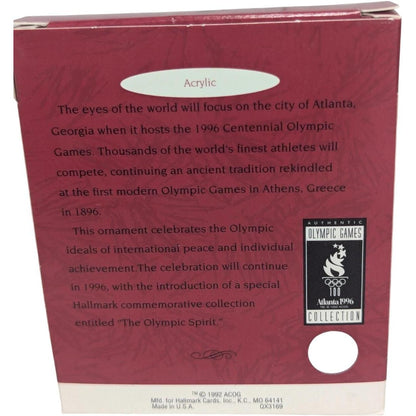 Acrylic
The eyes of the world will focus on the city of Atlanta,
Georgia when it hosts the 1996 Centennial Olympic
Games. Thousands of the world's finest athletes will
compete, continuing an ancient tradition rekindled
at the first modern Olympic Games in Athens, Greece
in 1896.
This ornament celebrates the Olympic
ideals of international peace and individual
achievement. The celebration will continue
in 1996, with the introduction of a special
Hallmark commemorative collection
entitled "The Olympic Spirit."
AUTHENTIC
OLYMPIC GAMES
100
Atlanta 1996
COLLECTION
™ © 1992 ACOG
Mfd. for Hallmark Cards, Inc., K.C., MO 64141
Made in U.S.A. QX3169